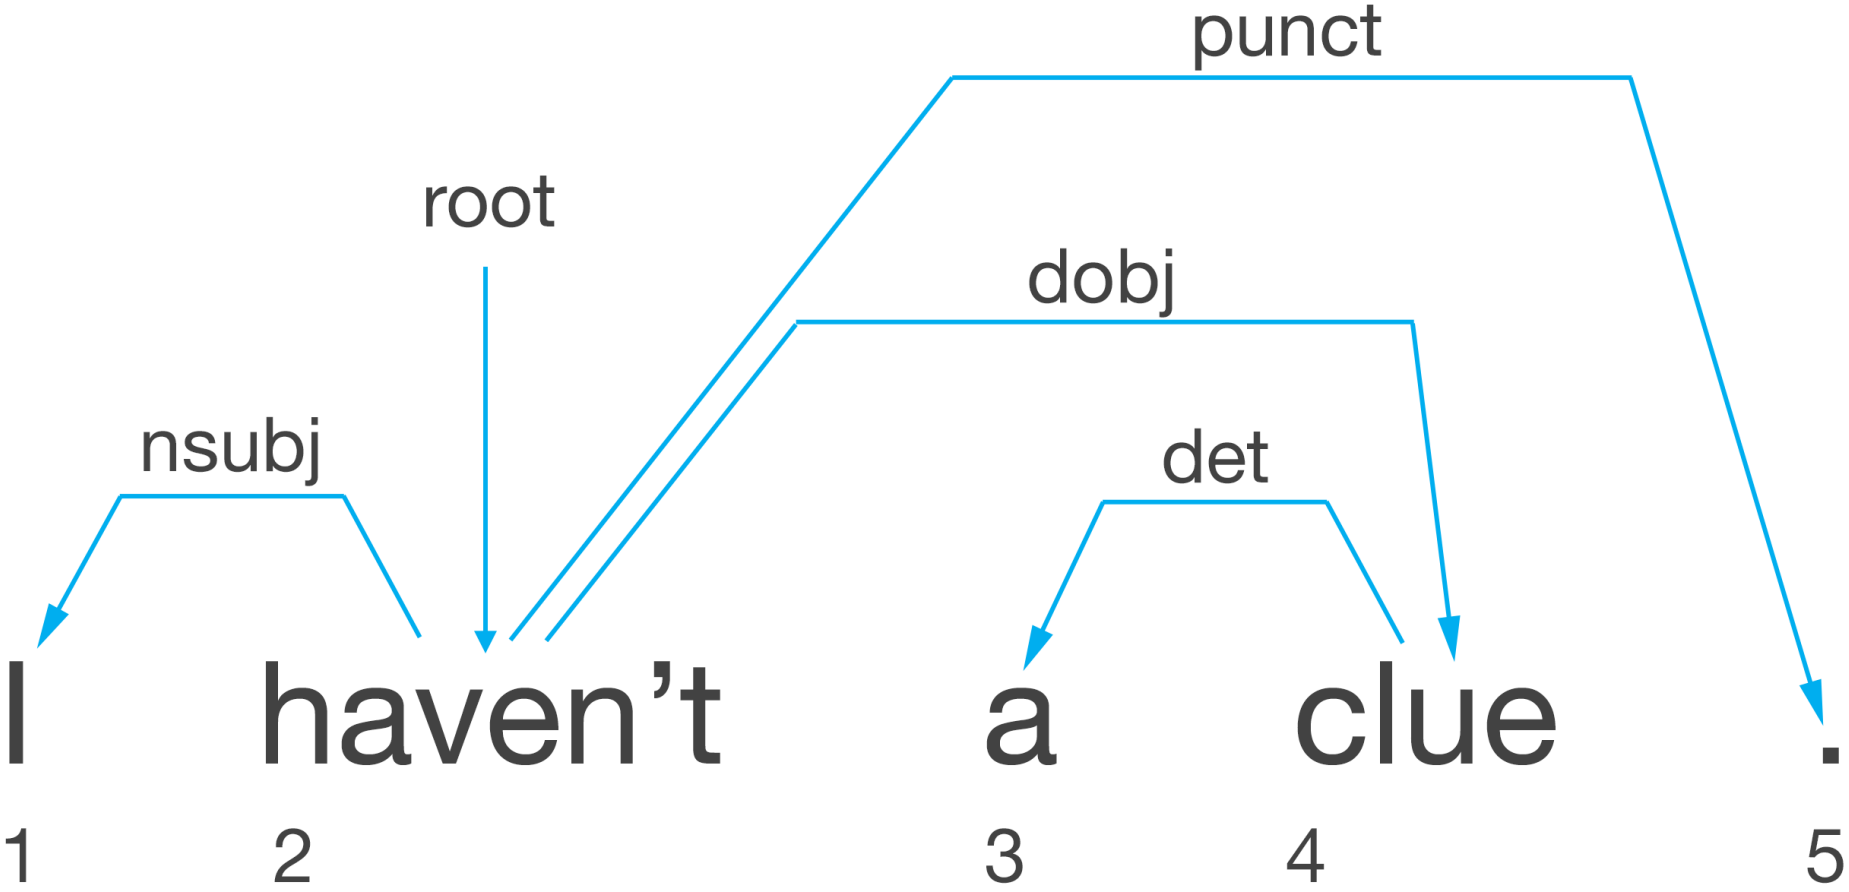 punct
root
dobj
nsubj
det
I haven’t a clue .
1 2 3 4 5